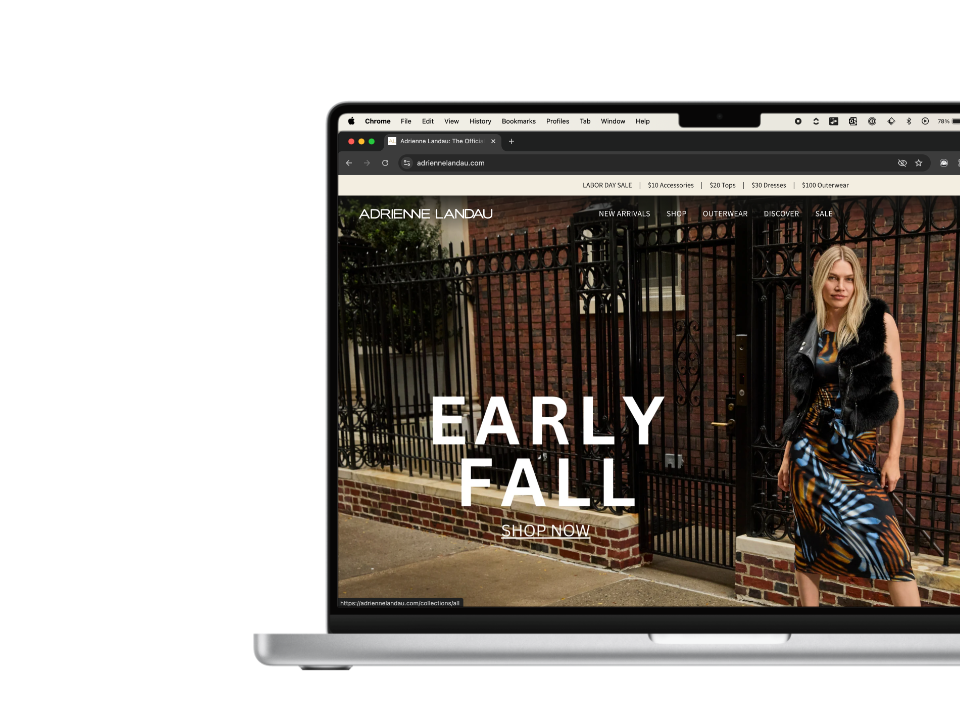 Chrome File Edit View History Bookmarks Profiles Tab Window Help 78%
Adrienne Landau: The Officia
adriennelandau.com
LABOR DAY SALE | $10 Accessories | $20 Tops | $30 Dresses | $100 Outerwear
ADRIENNE LANDAU NEW ARRIVALS SHOP OUTERWEAR DISCOVER SALE
EARLY
FALL
SHOP NOW
https://adriennelandau.com/collections/all